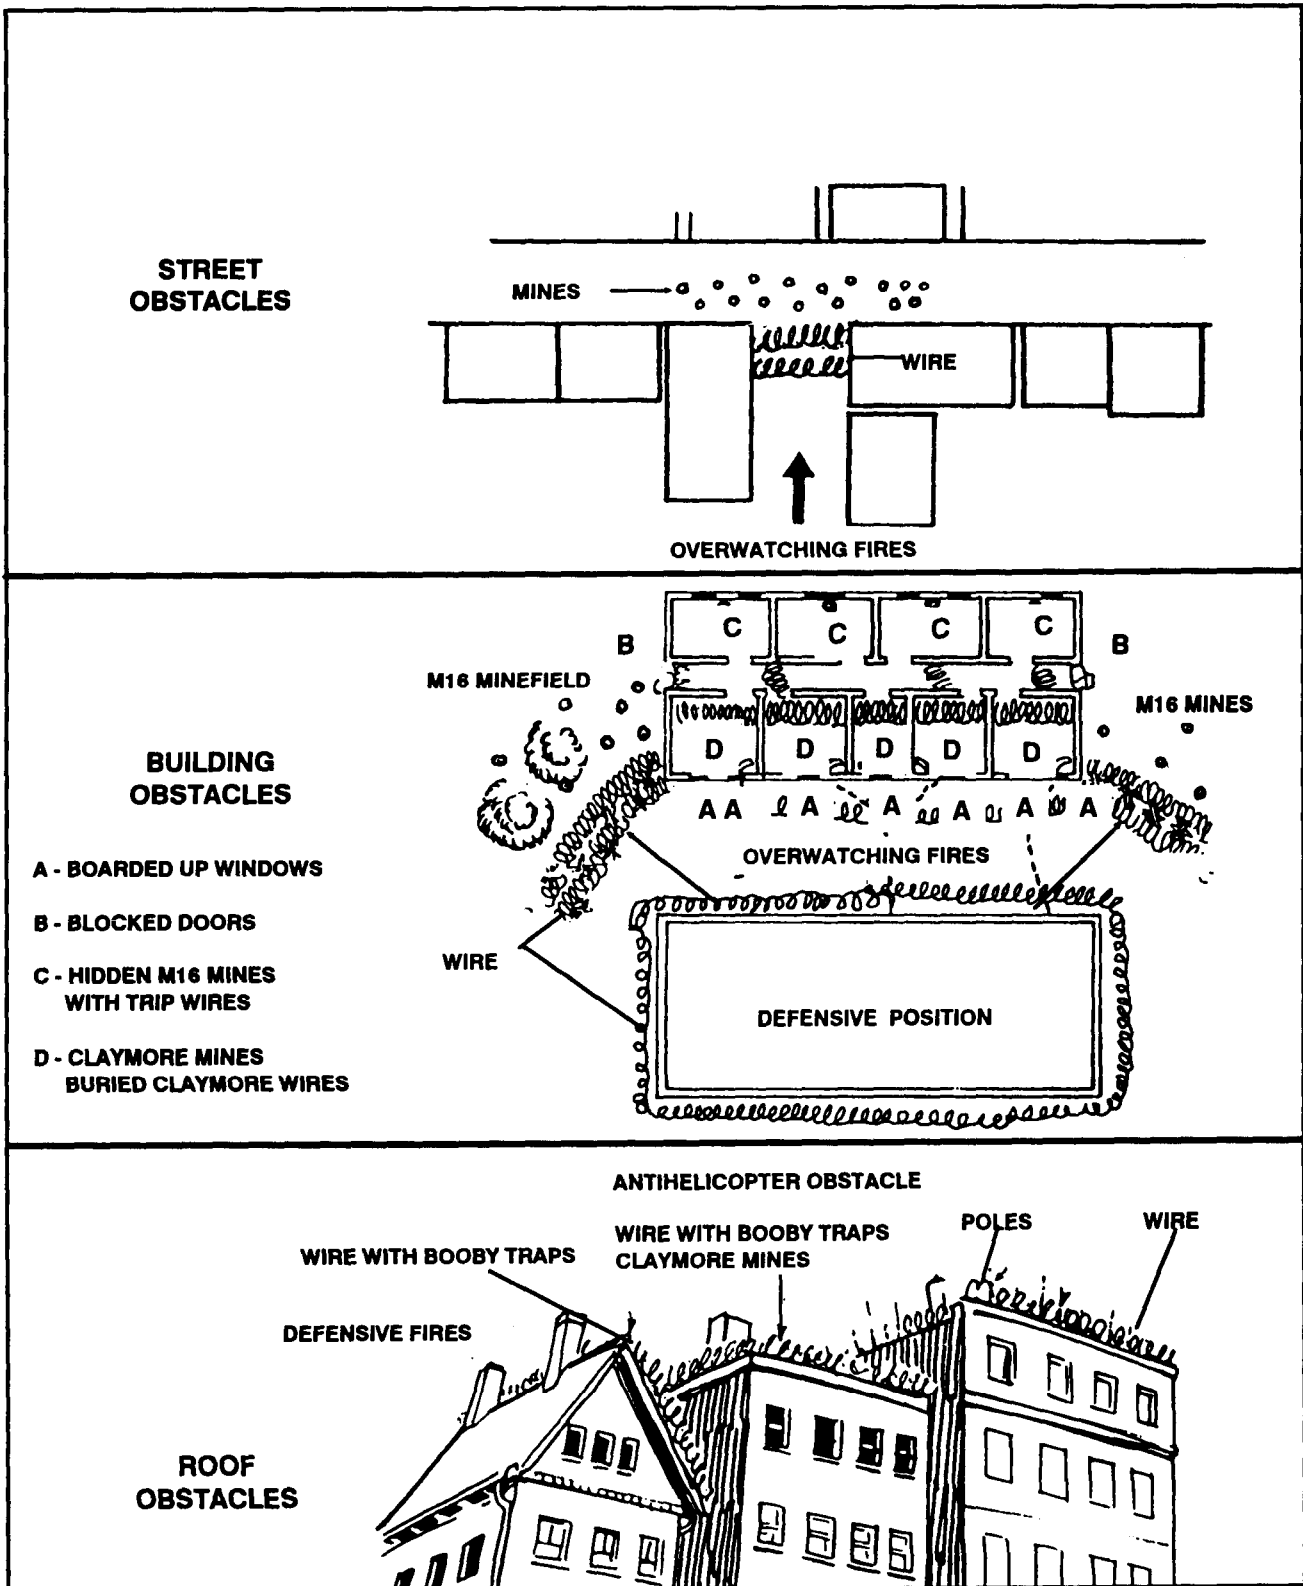 STREET
OBSTACLES
MINES
WIRE
OVERWATCHING FIRES
BUILDING
OBSTACLES
A - BOARDED UP WINDOWS
B - BLOCKED DOORS
C - HIDDEN M16 MINES
WITH TRIP WIRES
D - CLAYMORE MINES
BURIED CLAYMORE WIRES
B
C
C
C
C
B
M16 MINEFIELD
M16 MINES
D
D
D
D
D
A A
A
A
A
A
A
OVERWATCHING FIRES
WIRE
DEFENSIVE POSITION
ANTIHELICOPTER OBSTACLE
WIRE WITH BOOBY TRAPS
WIRE WITH BOOBY TRAPS
CLAYMORE MINES
POLES
WIRE
DEFENSIVE FIRES
ROOF
OBSTACLES